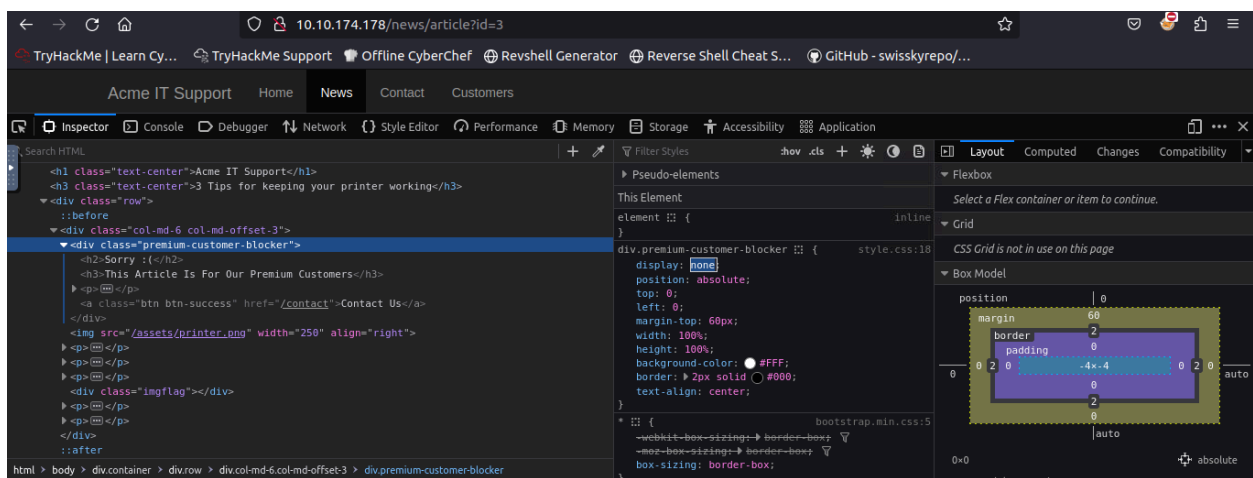 10.10.174.178/news/article?id=3
TryHackMe | Learn Cy... TryHackMe Support Offline CyberChef Revshell Generator Reverse Shell Cheat S... GitHub - swisskyrepo/...
Acme IT Support Home News Contact Customers
Inspector Console Debugger Network {} Style Editor Performance Memory Storage Accessibility Application
Search HTML
<h1 class="text-center">Acme IT Support</h1>
<h3 class="text-center">3 Tips for keeping your printer working</h3>
<div class="row">
::before
<div class="col-md-6 col-md-offset-3">
<div class="premium-customer-blocker">
<h2>Sorry :(</h2>
<h3>This Article Is For Our Premium Customers</h3>
<p>...</p>
<a class="btn btn-success" href="/contact">Contact Us</a>
</div>
<img src="/assets/printer.png" width="250" align="right">
<p>...</p>
<p>...</p>
<p>...</p>
<div class="imgflag"></div>
<p>...</p>
<p>...</p>
</div>
::after
html > body > div.container > div.row > div.col-md-6.col-md-offset-3 > div.premium-customer-blocker
Filter Styles :hov .cls +
Pseudo-elements
This Element
element { inline
}
div.premium-customer-blocker { style.css:18
display: none;
position: absolute;
top: 0;
left: 0;
margin-top: 60px;
width: 100%;
height: 100%;
background-color: #FFF;
border: 2px solid #000;
text-align: center;
}
* { bootstrap.min.css:5
-webkit-box-sizing: border-box;
-moz-box-sizing: border-box;
box-sizing: border-box;
}
Layout Computed Changes Compatibility
Flexbox
Select a Flex container or item to continue.
Grid
CSS Grid is not in use on this page
Box Model
position 0
margin 60
border 2
padding 0
0 0 2 0 -4×-4 0 2 0 auto
0
2
0
auto
0×0 absolute